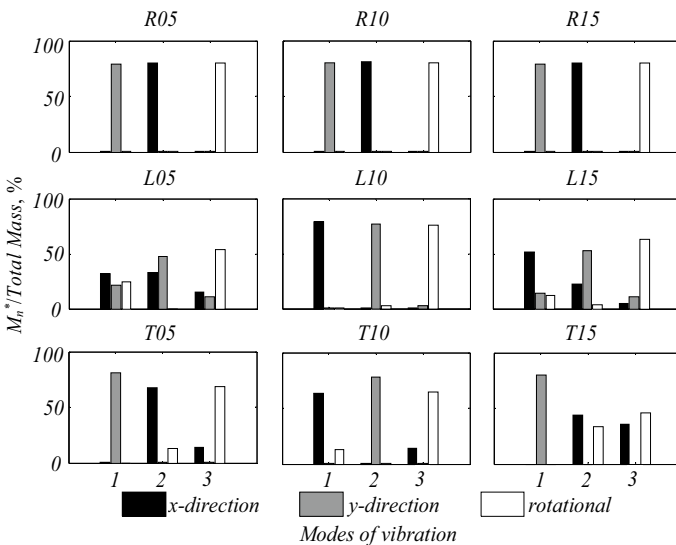 R05 R10 R15
100
50
0
L05 L10 L15
100
50
0
M_n^*/Total Mass, %
T05 T10 T15
100
50
0
1 2 3 1 2 3 1 2 3
x-direction y-direction rotational
Modes of vibration